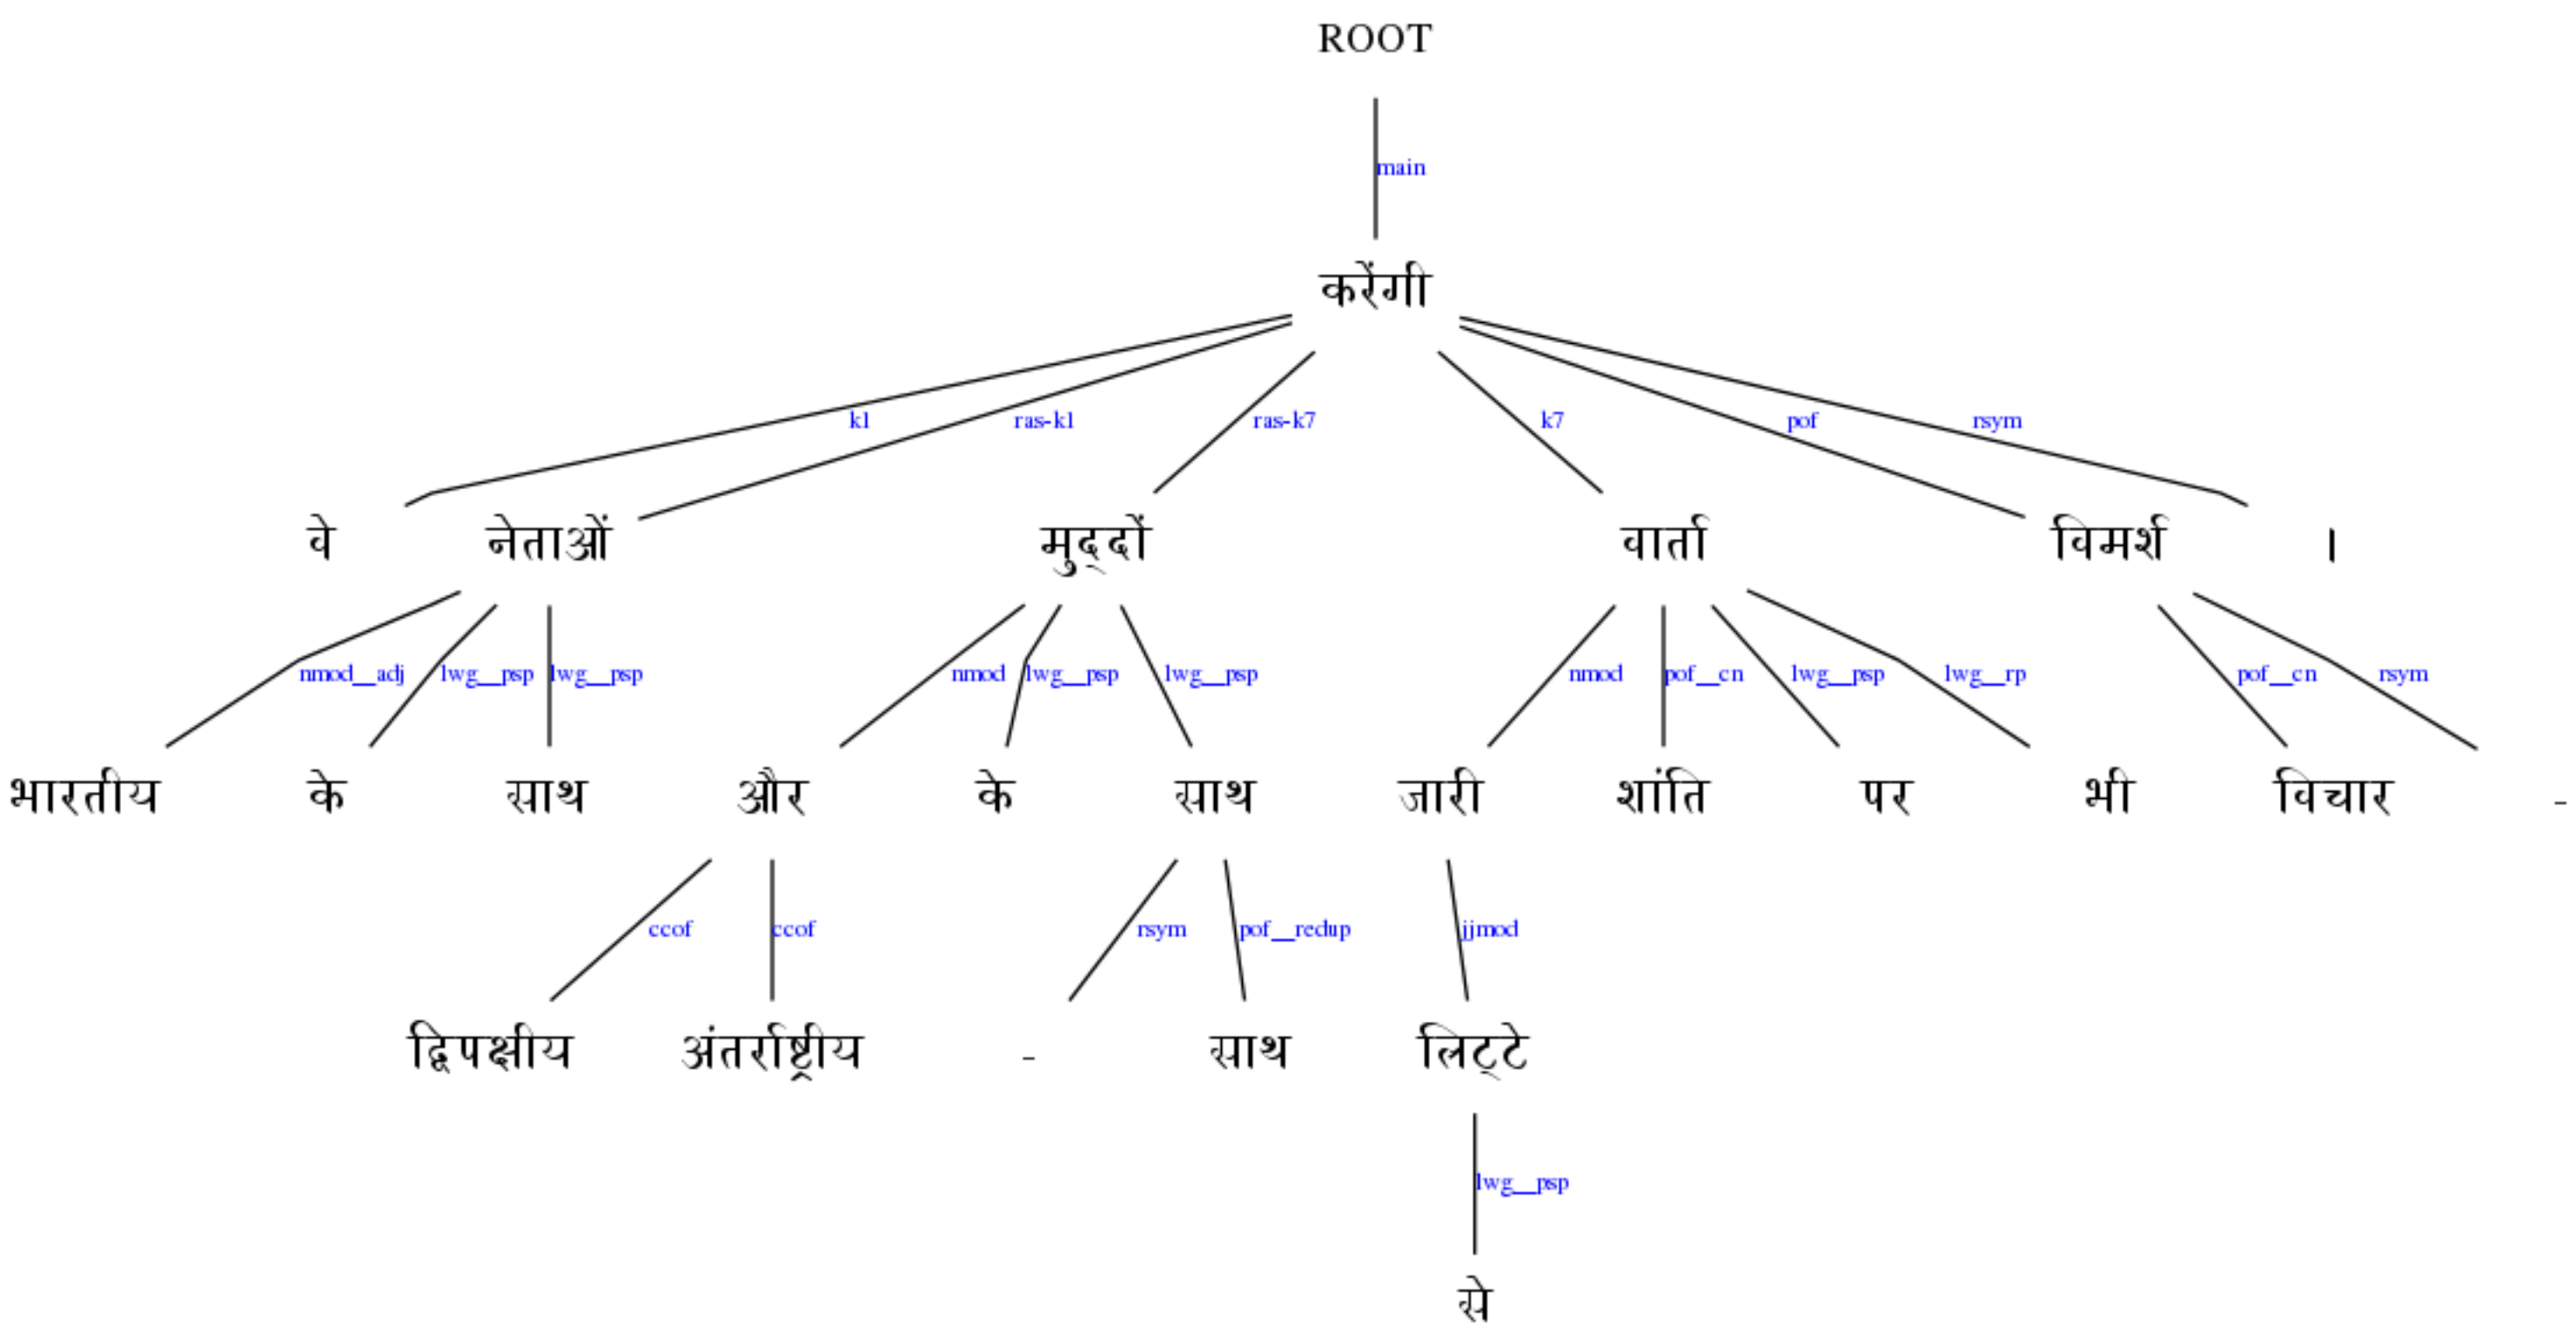 ROOT
main
करेंगी
k1 ras-k1 ras-k7 k7 pof rsym
वे नेताओं मुद्दों वार्ता विमर्श ।
nmod__adj lwg__psp lwg__psp nmod lwg__psp lwg__psp nmod pof__cn lwg__psp lwg__rp pof__cn rsym
भारतीय के साथ और के साथ जारी शांति पर भी विचार -
ccof ccof rsym pof__redup jjmod
द्विपक्षीय अंतर्राष्ट्रीय - साथ लिट्टे
lwg__psp
से